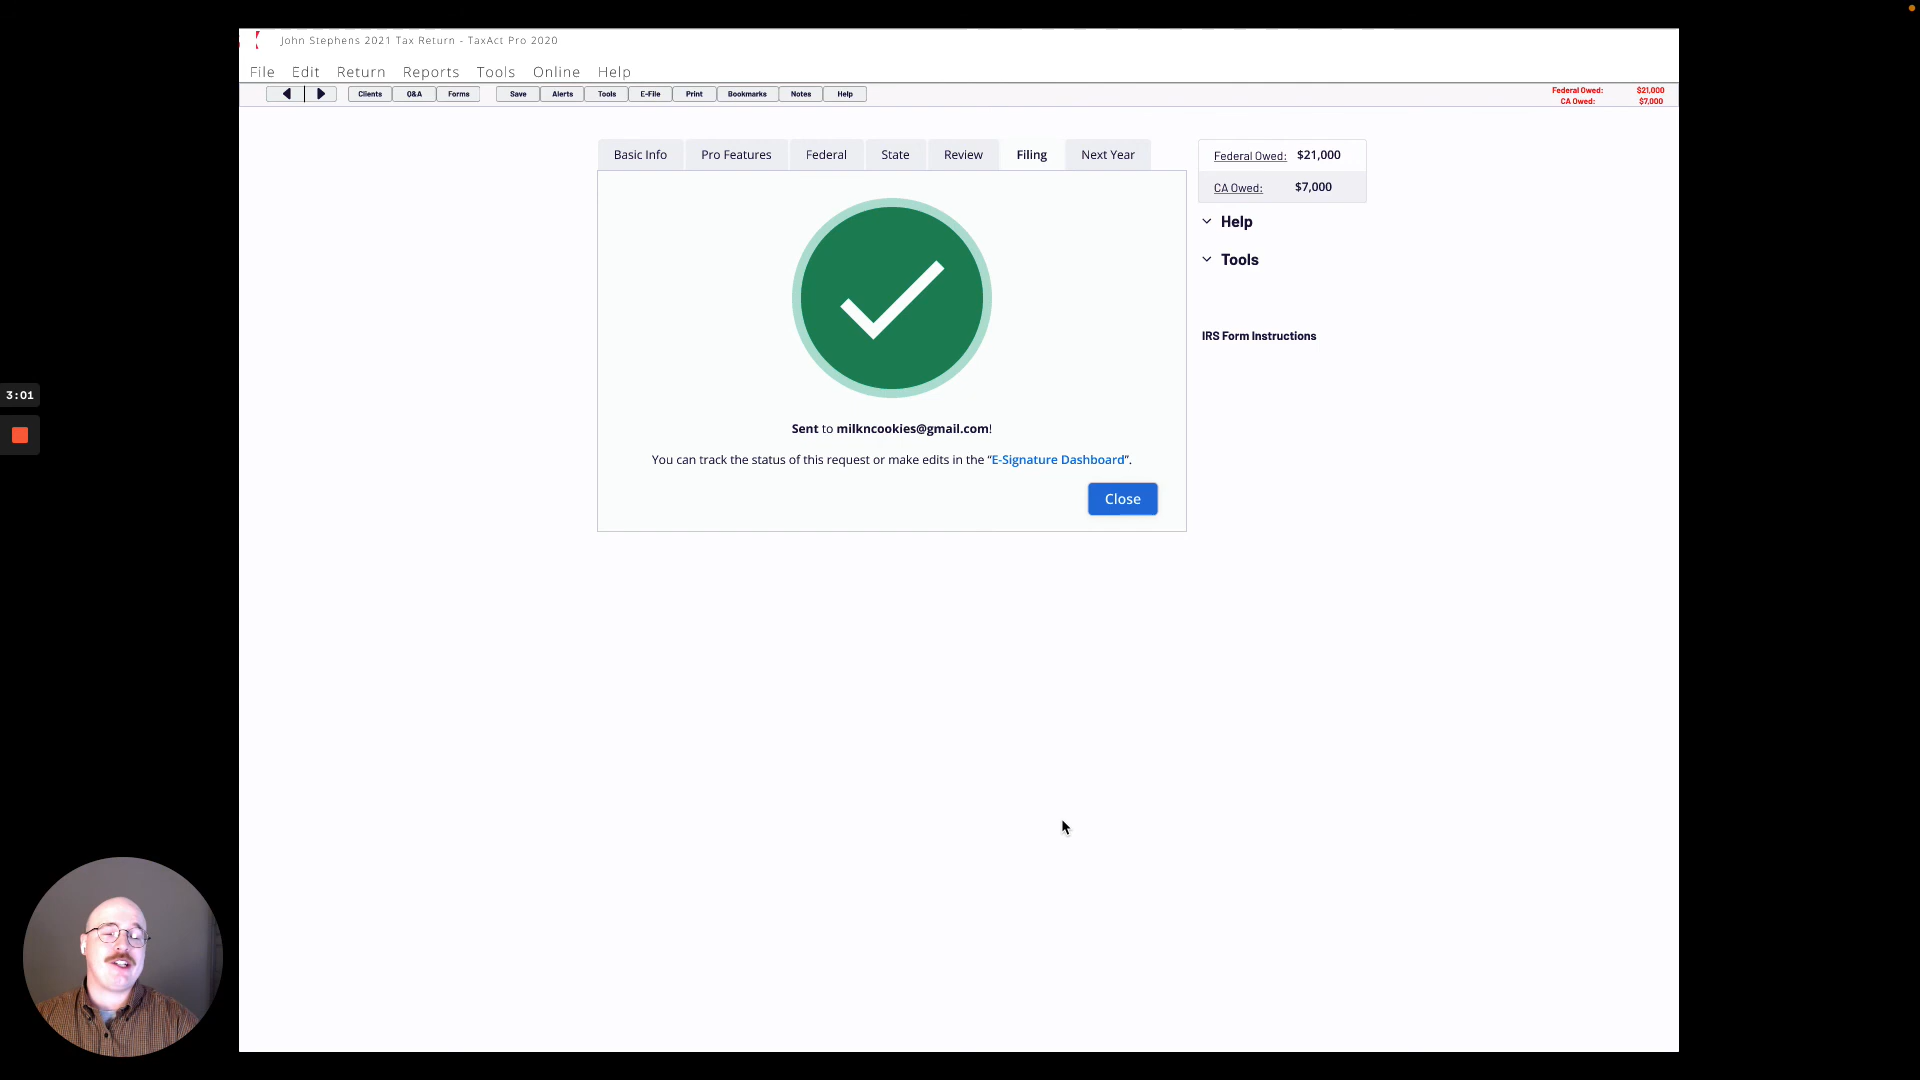 John Stephens 2021 Tax Return - TaxAct Pro 2020
File Edit Return Reports Tools Online Help
Clients Q&A Forms Save Alerts Tools E-File Print Bookmarks Notes Help
Federal Owed: $21,000
CA Owed: $7,000
Basic Info Pro Features Federal State Review Filing Next Year
Federal Owed: $21,000
CA Owed: $7,000
Help
Tools
IRS Form Instructions
Sent to milkncookies@gmail.com!
You can track the status of this request or make edits in the “E-Signature Dashboard”.
Close
3:01